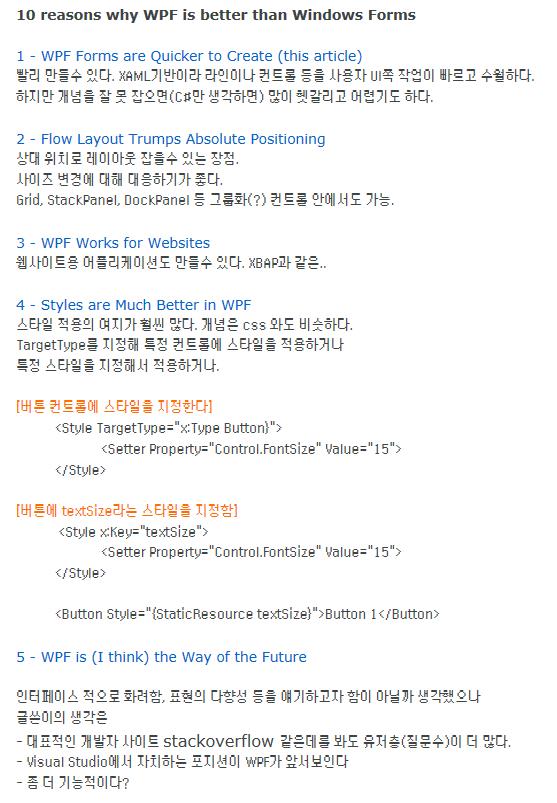 10 reasons why WPF is better than Windows Forms
1 - WPF Forms are Quicker to Create (this article)
빨리 만들수 있다. XAML기반이라 라인이나 컨트롤 등을 사용자 UI쪽 작업이 빠르고 수월하다.
하지만 개념을 잘 못 잡으면(C#만 생각하면) 많이 헷갈리고 어렵기도 하다.
2 - Flow Layout Trumps Absolute Positioning
상대 위치로 레이아웃 잡을수 있는 장점.
사이즈 변경에 대해 대응하기가 좋다.
Grid, StackPanel, DockPanel 등 그룹화(?) 컨트롤 안에서도 가능.
3 - WPF Works for Websites
웹사이트용 어플리케이션도 만들수 있다. XBAP과 같은..
4 - Styles are Much Better in WPF
스타일 적용의 여지가 훨씬 많다. 개념은 css 와도 비슷하다.
TargetType를 지정해 특정 컨트롤에 스타일을 적용하거나
특정 스타일을 지정해서 적용하거나.
[버튼 컨트롤에 스타일을 지정한다]
<Style TargetType="x:Type Button}">
<Setter Property="Control.FontSize" Value="15">
</Style>
[버튼에 textSize라는 스타일을 지정함]
<Style x:Key="textSize">
<Setter Property="Control.FontSize" Value="15">
</Style>
<Button Style="{StaticResource textSize}">Button 1</Button>
5 - WPF is (I think) the Way of the Future
인터페이스 적으로 화려함, 표현의 다향성 등을 얘기하고자 함이 아닐까 생각했으나
글쓴이의 생각은
- 대표적인 개발자 사이트 stackoverflow 같은데를 봐도 유저층(질문수)이 더 많다.
- Visual Studio에서 차지하는 포지션이 WPF가 앞서보인다
- 좀 더 기능적이다?